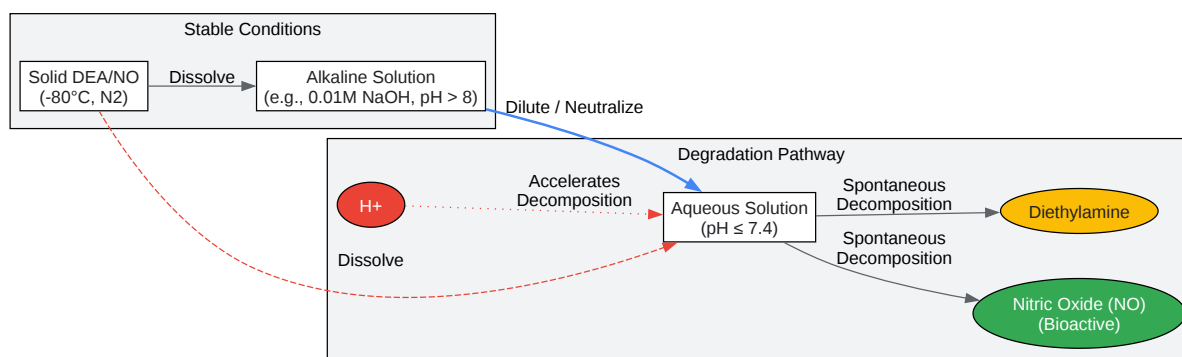 Stable Conditions
Solid DEA/NO
(-80°C, N2)
Dissolve
Alkaline Solution
(e.g., 0.01M NaOH, pH > 8)
Dilute / Neutralize
Degradation Pathway
H+
Accelerates
Decomposition
Dissolve
Aqueous Solution
(pH ≤ 7.4)
Spontaneous
Decomposition
Diethylamine
Spontaneous
Decomposition
Nitric Oxide (NO)
(Bioactive)